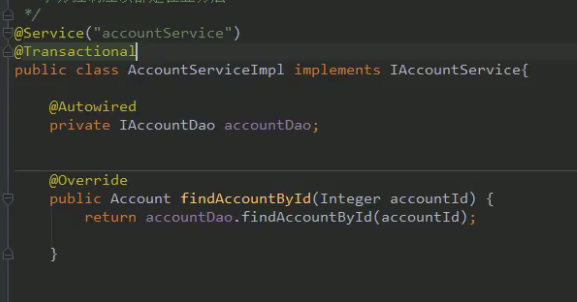 */
@Service("accountService")
@Transactional
public class AccountServiceImpl implements IAccountService{
@Autowired
private IAccountDao accountDao;
@Override
public Account findAccountById(Integer accountId) {
return accountDao.findAccountById(accountId);
}